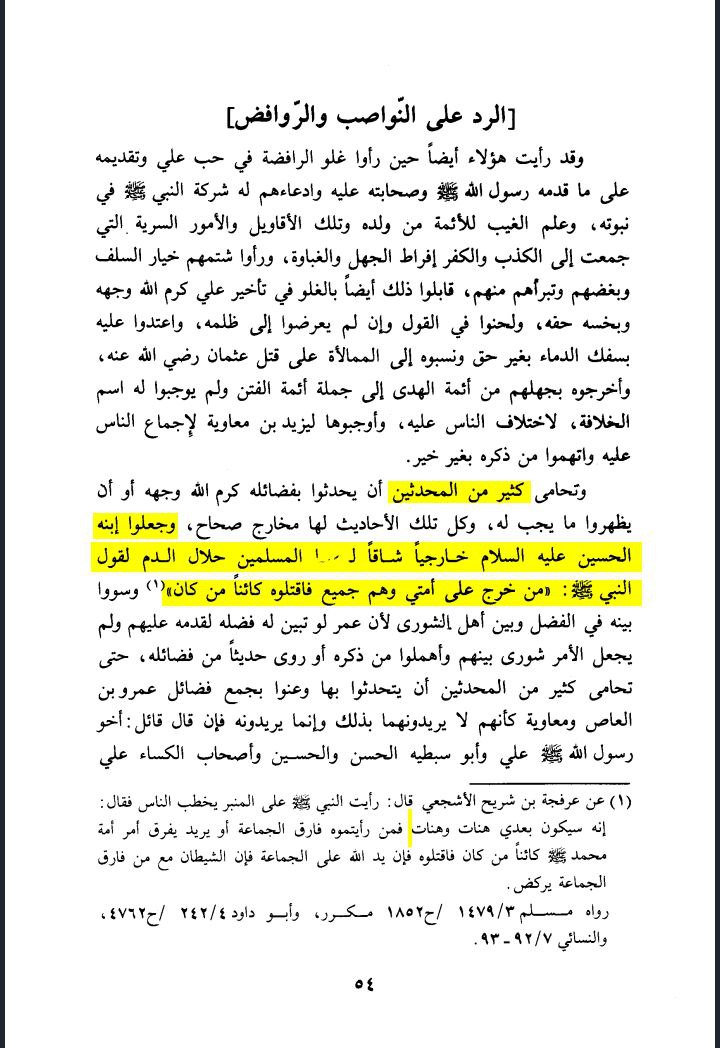 [الرد على النّواصب والرّوافض]
وقد رأيت هؤلاء أيضاً حين رأوا غلو الرافضة في حب علي وتقديمه
على ما قدمه رسول الله ﷺ وصحابته عليه وادعاءهم له شركة النبي ﷺ في
نبوته، وعلم الغيب للأئمة من ولده وتلك الأقاويل والأمور السرية التي
جمعت إلى الكذب والكفر إفراط الجهل والغباوة، ورأوا شتمهم خيار السلف
وبغضهم وتبرأهم منهم، قابلوا ذلك أيضاً بالغلو في تأخير علي كرم الله وجهه
وبخسه حقه، ولحنوا في القول وإن لم يعرضوا إلى ظلمه، واعتدوا عليه
بسفك الدماء بغير حق ونسبوه إلى الممالأة على قتل عثمان رضي الله عنه،
وأخرجوه بجهلهم من أئمة الهدى إلى جملة أئمة الفتن ولم يوجبوا له اسم
الخلافة، لاختلاف الناس عليه، وأوجبوها ليزيد بن معاوية لإجماع الناس
عليه واتهموا من ذكره بغير خير.
وتحامى كثير من المحدثين أن يحدثوا بفضائله كرم الله وجهه أو أن
يظهروا ما يجب له، وكل تلك الأحاديث لها مخارج صحاح، وجعلوا إبنه
الحسين عليه السلام خارجياً شاقاً المسلمين حلال الدم لقول
النبي ﷺ: «من خرج على أمتي وهم جميع فاقتلوه كائناً من كان»(١) وسووا
بينه في الفضل وبين أهل الشورى لأن عمر لو تبين له فضله لقدمه عليهم ولم
يجعل الأمر شورى بينهم وأهملوا من ذكره أو روى حديثاً من فضائله، حتى
تحامى كثير من المحدثين أن يتحدثوا بها وعنوا بجمع فضائل عمرو بن
العاص ومعاوية كأنهم لا يريدونهما بذلك وإنما يريدونه فإن قال قائل: أخو
رسول الله ﷺ علي وأبو سبطيه الحسن والحسين وأصحاب الكساء علي
(١) عن عرفجة بن شريح الأشجعي قال: رأيت النبي ﷺ على المنبر يخطب الناس فقال:
إنه سيكون بعدي هنات وهنات فمن رأيتموه فارق الجماعة أو يريد يفرق أمر أمة
محمد ﷺ كائناً من كان فاقتلوه فإن يد الله على الجماعة فإن الشيطان مع من فارق
الجماعة يركض.
رواه مسلم ١٤٧٩/٣ /ح١٨٥٢ مكرر، وأبو داود ٢٤٢/٤ /ح٤٧٦٢،
والنسائي ٩٢/٧ ـ ٩٣.
٥٤